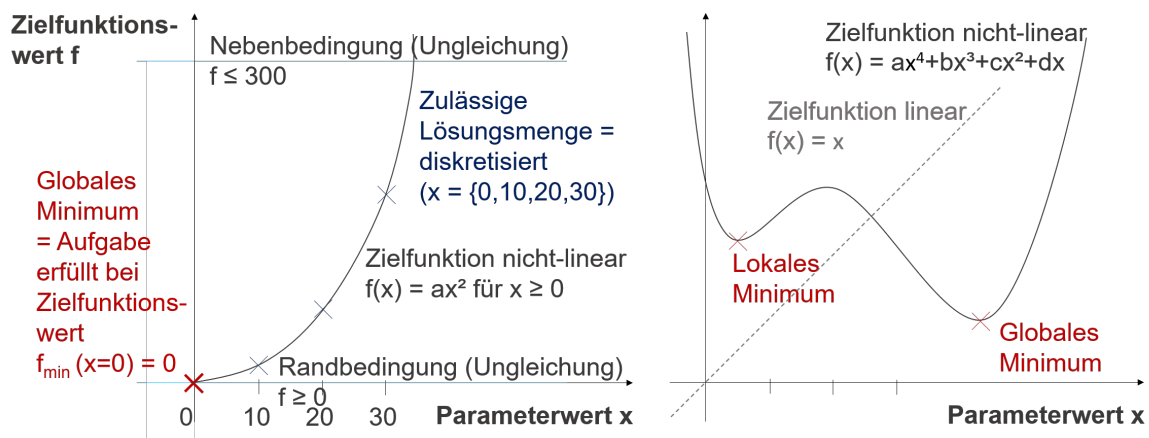 Zielfunktions-
wert f
Nebenbedingung (Ungleichung)
f ≤ 300
Zulässige
Lösungsmenge =
diskretisiert
(x = {0,10,20,30})
Globales
Minimum
= Aufgabe
erfüllt bei
Zielfunktions-
wert
fmin (x=0) = 0
Zielfunktion nicht-linear
f(x) = ax² für x ≥ 0
Randbedingung (Ungleichung)
f ≥ 0
0 10 20 30
Parameterwert x
Zielfunktion nicht-linear
f(x) = ax⁴+bx³+cx²+dx
Zielfunktion linear
f(x) = x
Lokales
Minimum
Globales
Minimum
Parameterwert x